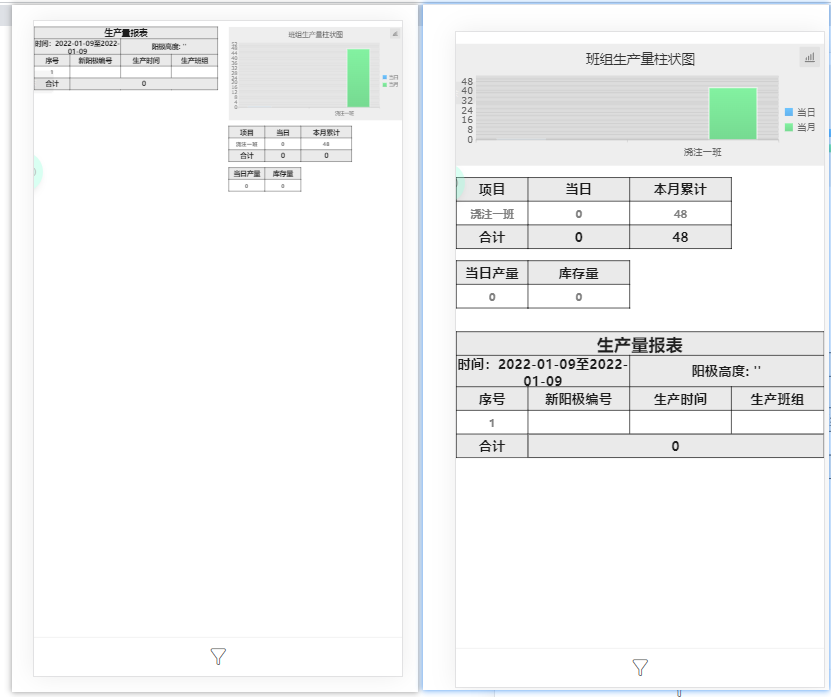 生产量报表
时间：2022-01-09至2022-
01-09
阳极高度: ''
序号 新阳极编号 生产时间 生产班组
1
合计 0
班组生产量柱状图
52
48
44
40
36
32
28
24
20
16
12
8
4
0
当日
当月
浇注一班
项目 当日 本月累计
浇注一班 0 48
合计 0 0
当日产量 库存量
0 0
班组生产量柱状图
48
40
32
24
16
8
0
当日
当月
浇注一班
项目 当日 本月累计
浇注一班 0 48
合计 0 48
当日产量 库存量
0 0
生产量报表
时间：2022-01-09至2022-
01-09
阳极高度: ''
序号 新阳极编号 生产时间 生产班组
1
合计 0